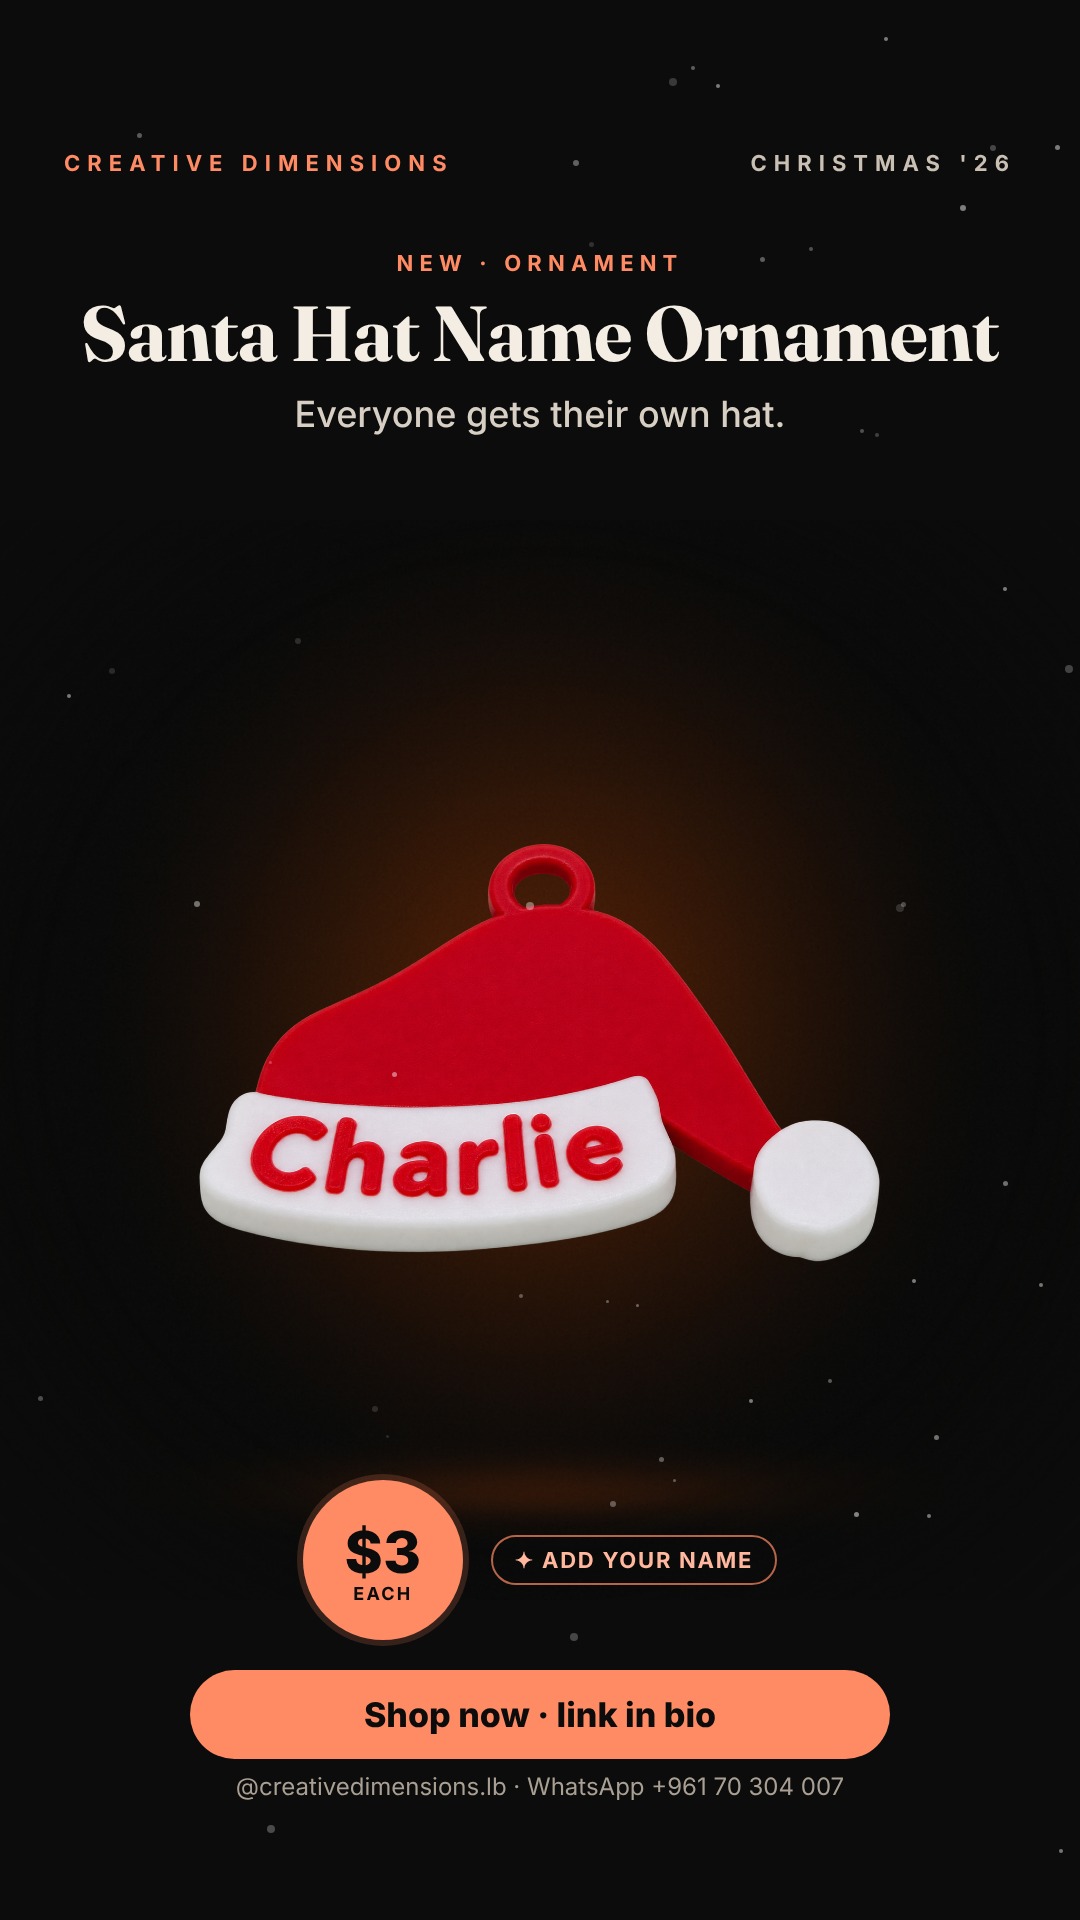 CREATIVE DIMENSIONS
CHRISTMAS '26
NEW · ORNAMENT
Santa Hat Name Ornament
Everyone gets their own hat.
Charlie
$3
EACH
✦ ADD YOUR NAME
Shop now · link in bio
@creativedimensions.lb · WhatsApp +961 70 304 007